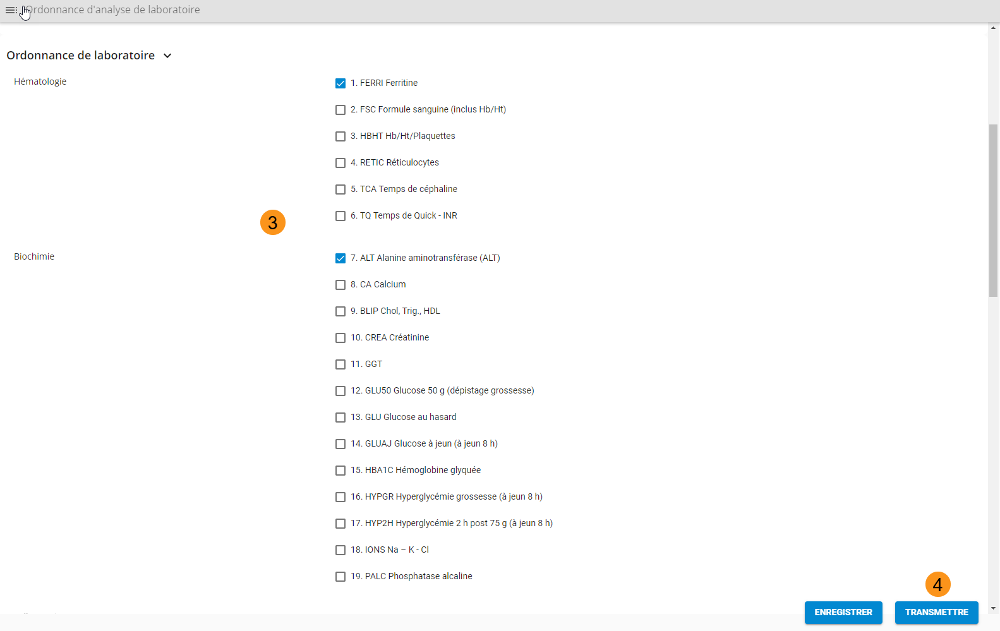 Ordonnance d'analyse de laboratoire
Ordonnance de laboratoire
Hématologie
1. FERRI Ferritine
2. FSC Formule sanguine (inclus Hb/Ht)
3. HBHT Hb/Ht/Plaquettes
4. RETIC Réticulocytes
5. TCA Temps de céphaline
6. TQ Temps de Quick - INR
3
Biochimie
7. ALT Alanine aminotransférase (ALT)
8. CA Calcium
9. BLIP Chol, Trig., HDL
10. CREA Créatinine
11. GGT
12. GLU50 Glucose 50 g (dépistage grossesse)
13. GLU Glucose au hasard
14. GLUAJ Glucose à jeun (à jeun 8 h)
15. HBA1C Hémoglobine glyquée
16. HYPGR Hyperglycémie grossesse (à jeun 8 h)
17. HYP2H Hyperglycémie 2 h post 75 g (à jeun 8 h)
18. IONS Na – K - Cl
19. PALC Phosphatase alcaline
4
ENREGISTRER
TRANSMETTRE